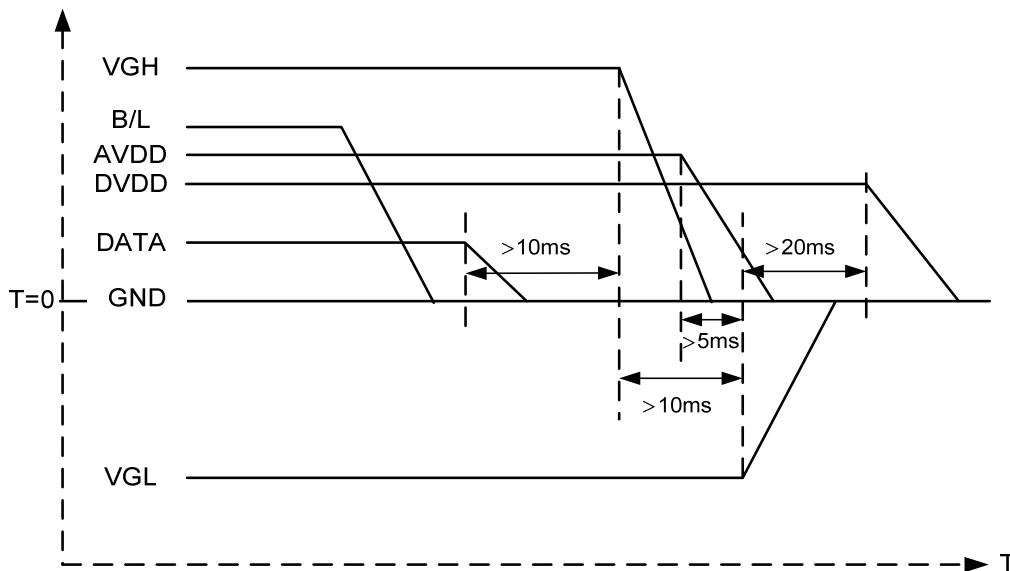 VGH
B/L
AVDD
DVDD
DATA
>10ms
>20ms
T=0
GND
>5ms
>10ms
VGL
T